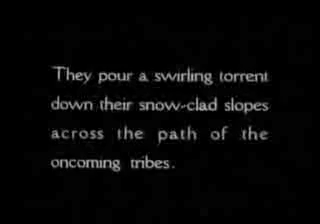 They pour a swirling torrent
down their snow-clad slopes
across the path of the
oncoming tribes.